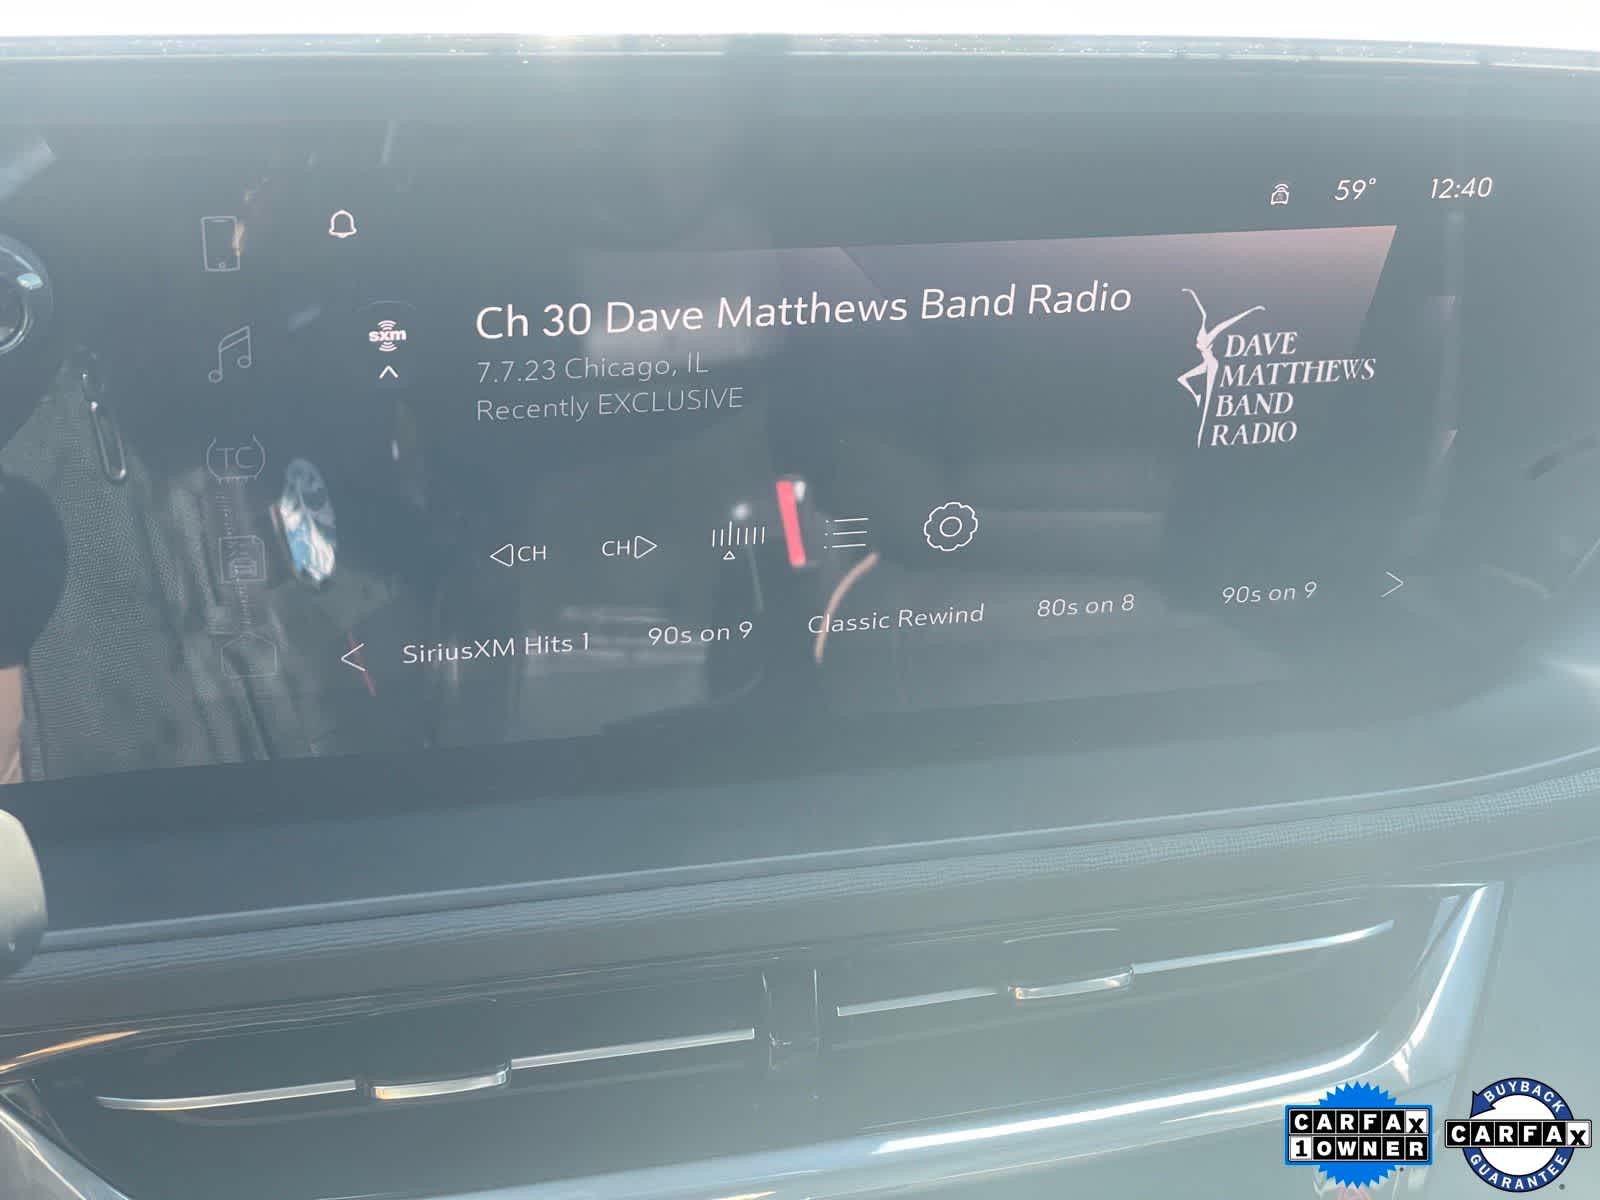 59° 12:40
sxm
Ch 30 Dave Matthews Band Radio
7.7.23 Chicago, IL
Recently EXCLUSIVE
DAVE
MATTHEWS
BAND
RADIO
TC
CH CH
SiriusXM Hits 1 90s on 9 Classic Rewind 80s on 8 90s on 9
CARFAX
1 OWNER
BUYBACK
CARFAX
GUARANTEE